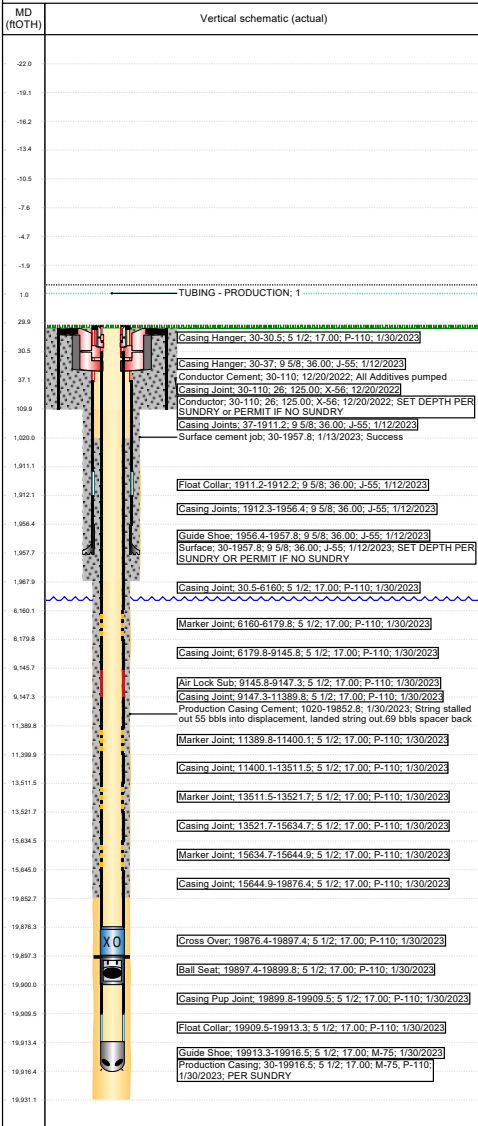 MD
(ftOTH)
Vertical schematic (actual)
-22.0
-19.1
-16.2
-13.4
-10.5
-7.6
-4.7
-1.9
1.0
TUBING - PRODUCTION; 1
29.9
Casing Hanger; 30-30.5; 5 1/2; 17.00; P-110; 1/30/2023
30.5
Casing Hanger; 30-37; 9 5/8; 36.00; J-55; 1/12/2023
37.1
Conductor Cement; 30-110; 12/20/2022; All Additives pumped
Casing Joint; 30-110; 26; 125.00; X-56; 12/20/2022
Conductor; 30-110; 26; 125.00; X-56; 12/20/2022; SET DEPTH PER
SUNDRY or PERMIT IF NO SUNDRY
109.9
Casing Joints; 37-1911.2; 9 5/8; 36.00; J-55; 1/12/2023
1,020.0
Surface cement job; 30-1957.8; 1/13/2023; Success
1,911.1
Float Collar; 1911.2-1912.2; 9 5/8; 36.00; J-55; 1/12/2023
1,912.1
Casing Joints; 1912.3-1956.4; 9 5/8; 36.00; J-55; 1/12/2023
1,956.4
Guide Shoe; 1956.4-1957.8; 9 5/8; 36.00; J-55; 1/12/2023
Surface; 30-1957.8; 9 5/8; 36.00; J-55; 1/12/2023; SET DEPTH PER
SUNDRY OR PERMIT IF NO SUNDRY
1,957.7
1,967.9
Casing Joint; 30.5-6160; 5 1/2; 17.00; P-110; 1/30/2023
6,160.1
Marker Joint; 6160-6179.8; 5 1/2; 17.00; P-110; 1/30/2023
6,179.8
Casing Joint; 6179.8-9145.8; 5 1/2; 17.00; P-110; 1/30/2023
9,145.7
Air Lock Sub; 9145.8-9147.3; 5 1/2; 17.00; P-110; 1/30/2023
9,147.3
Casing Joint; 9147.3-11389.8; 5 1/2; 17.00; P-110; 1/30/2023
Production Casing Cement; 1020-19852.8; 1/30/2023; String stalled
out 55 bbls into displacement, landed string out.69 bbls spacer back
11,389.8
Marker Joint; 11389.8-11400.1; 5 1/2; 17.00; P-110; 1/30/2023
11,399.9
Casing Joint; 11400.1-13511.5; 5 1/2; 17.00; P-110; 1/30/2023
13,511.5
Marker Joint; 13511.5-13521.7; 5 1/2; 17.00; P-110; 1/30/2023
13,521.7
Casing Joint; 13521.7-15634.7; 5 1/2; 17.00; P-110; 1/30/2023
15,634.5
Marker Joint; 15634.7-15644.9; 5 1/2; 17.00; P-110; 1/30/2023
15,645.0
Casing Joint; 15644.9-19876.4; 5 1/2; 17.00; P-110; 1/30/2023
19,852.7
19,876.3
XO
Cross Over; 19876.4-19897.4; 5 1/2; 17.00; P-110; 1/30/2023
19,897.3
Ball Seat; 19897.4-19899.8; 5 1/2; 17.00; P-110; 1/30/2023
19,900.0
Casing Pup Joint; 19899.8-19909.5; 5 1/2; 17.00; P-110; 1/30/2023
19,909.5
Float Collar; 19909.5-19913.3; 5 1/2; 17.00; P-110; 1/30/2023
19,913.4
Guide Shoe; 19913.3-19916.5; 5 1/2; 17.00; M-75; 1/30/2023
Production Casing; 30-19916.5; 5 1/2; 17.00; M-75, P-110;
1/30/2023; PER SUNDRY
19,916.4
19,931.1